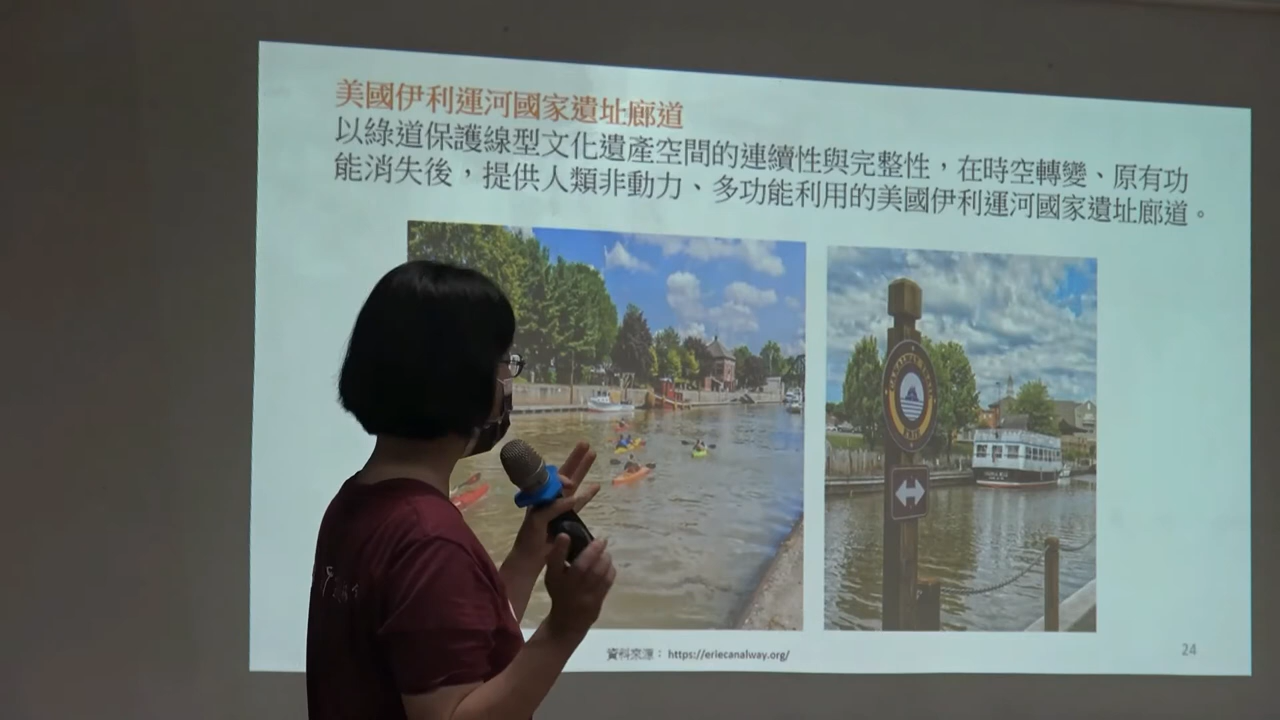 美國伊利運河國家遺址廊道
以綠道保護線型文化遺產空間的連續性與完整性，在時空轉變、原有功
能消失後，提供人類非動力、多功能利用的美國伊利運河國家遺址廊道。
資料來源： https://eriecanalway.org/
24